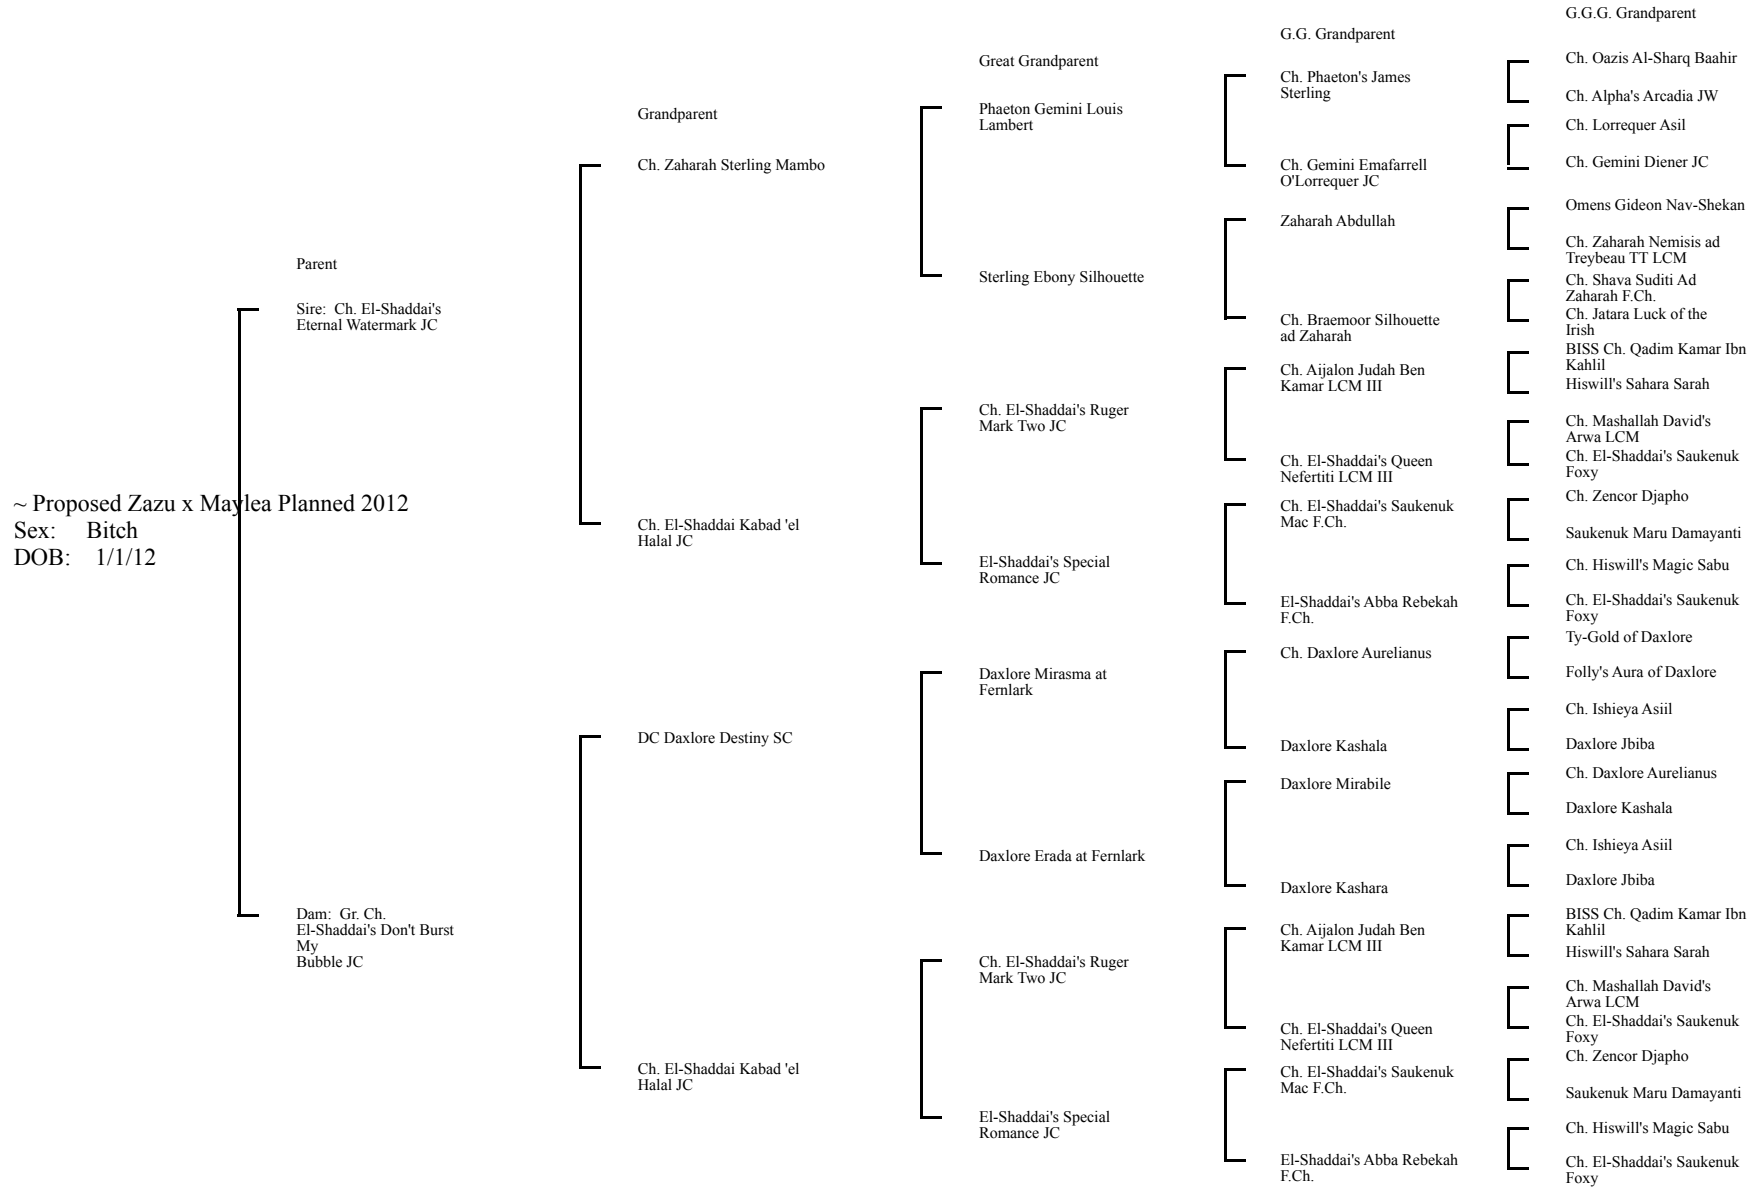 ~ Proposed Zazu x Maylea Planned 2012
Sex: Bitch
DOB: 1/1/12
Parent
Sire: Ch. El-Shaddai's
Eternal Watermark JC
Dam: Gr. Ch.
El-Shaddai's Don't Burst
My
Bubble JC
Grandparent
Ch. Zaharah Sterling Mambo
Ch. El-Shaddai Kabad 'el
Halal JC
DC Daxlore Destiny SC
Ch. El-Shaddai Kabad 'el
Halal JC
Great Grandparent
Phaeton Gemini Louis
Lambert
Sterling Ebony Silhouette
Ch. El-Shaddai's Ruger
Mark Two JC
El-Shaddai's Special
Romance JC
Daxlore Mirasma at
Fernlark
Daxlore Erada at Fernlark
Ch. El-Shaddai's Ruger
Mark Two JC
El-Shaddai's Special
Romance JC
G.G. Grandparent
Ch. Phaeton's James
Sterling
Ch. Gemini Emafarrell
O'Lorrequer JC
Zaharah Abdullah
Ch. Braemoor Silhouette
ad Zaharah
Ch. Aijalon Judah Ben
Kamar LCM III
Ch. El-Shaddai's Queen
Nefertiti LCM III
Ch. El-Shaddai's Saukenuk
Mac F.Ch.
El-Shaddai's Abba Rebekah
F.Ch.
Ch. Daxlore Aurelianus
Daxlore Kashala
Daxlore Mirabile
Daxlore Kashara
Ch. Aijalon Judah Ben
Kamar LCM III
Ch. El-Shaddai's Queen
Nefertiti LCM III
Ch. El-Shaddai's Saukenuk
Mac F.Ch.
El-Shaddai's Abba Rebekah
F.Ch.
G.G.G. Grandparent
Ch. Oazis Al-Sharq Baahir
Ch. Alpha's Arcadia JW
Ch. Lorrequer Asil
Ch. Gemini Diener JC
Omens Gideon Nav-Shekan
Ch. Zaharah Nemisis ad
Treybeau TT LCM
Ch. Shava Suditi Ad
Zaharah F.Ch.
Ch. Jatara Luck of the
Irish
BISS Ch. Qadim Kamar Ibn
Kahlil
Hiswill's Sahara Sarah
Ch. Mashallah David's
Arwa LCM
Ch. El-Shaddai's Saukenuk
Foxy
Ch. Zencor Djapho
Saukenuk Maru Damayanti
Ch. Hiswill's Magic Sabu
Ch. El-Shaddai's Saukenuk
Foxy
Ty-Gold of Daxlore
Folly's Aura of Daxlore
Ch. Ishieya Asiil
Daxlore Jbiba
Ch. Daxlore Aurelianus
Daxlore Kashala
Ch. Ishieya Asiil
Daxlore Jbiba
BISS Ch. Qadim Kamar Ibn
Kahlil
Hiswill's Sahara Sarah
Ch. Mashallah David's
Arwa LCM
Ch. El-Shaddai's Saukenuk
Foxy
Ch. Zencor Djapho
Saukenuk Maru Damayanti
Ch. Hiswill's Magic Sabu
Ch. El-Shaddai's Saukenuk
Foxy